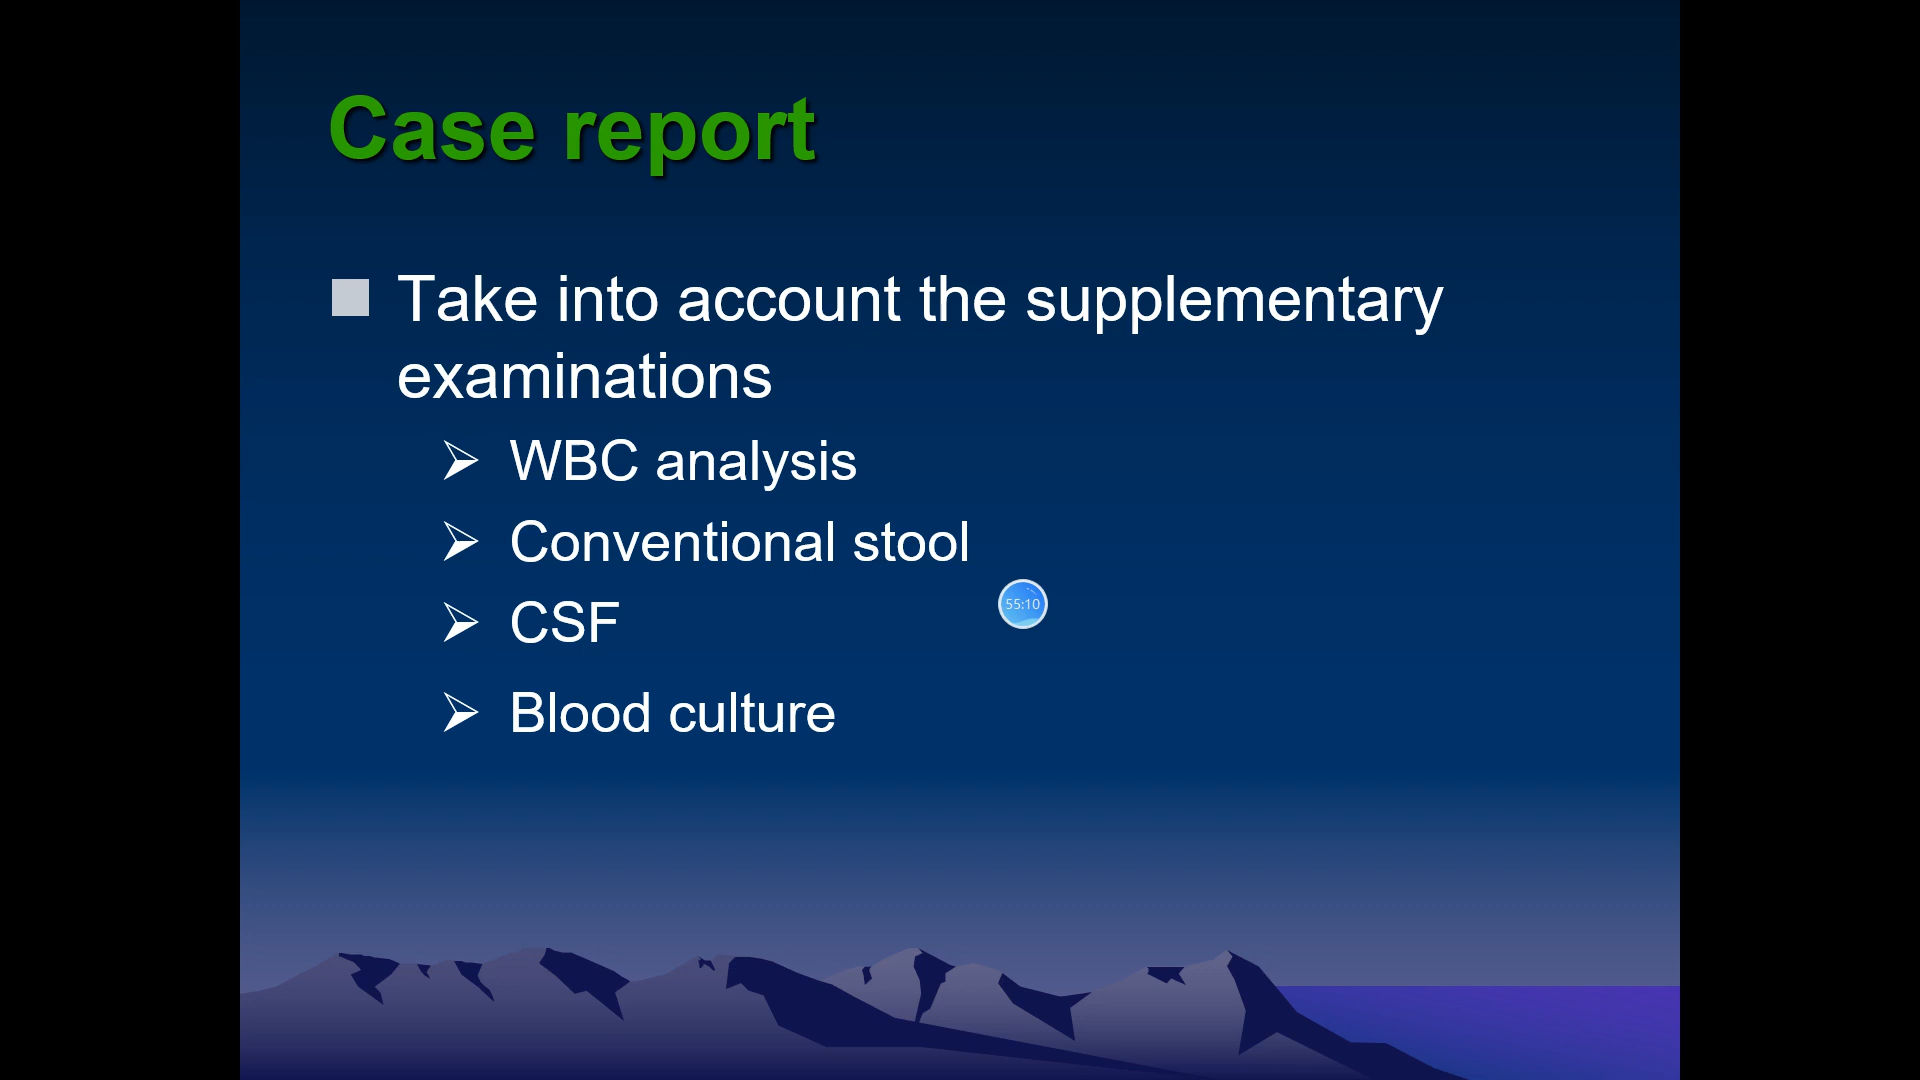 Case report
Take into account the supplementary
examinations
WBC analysis
Conventional stool
55:10
CSF
Blood culture